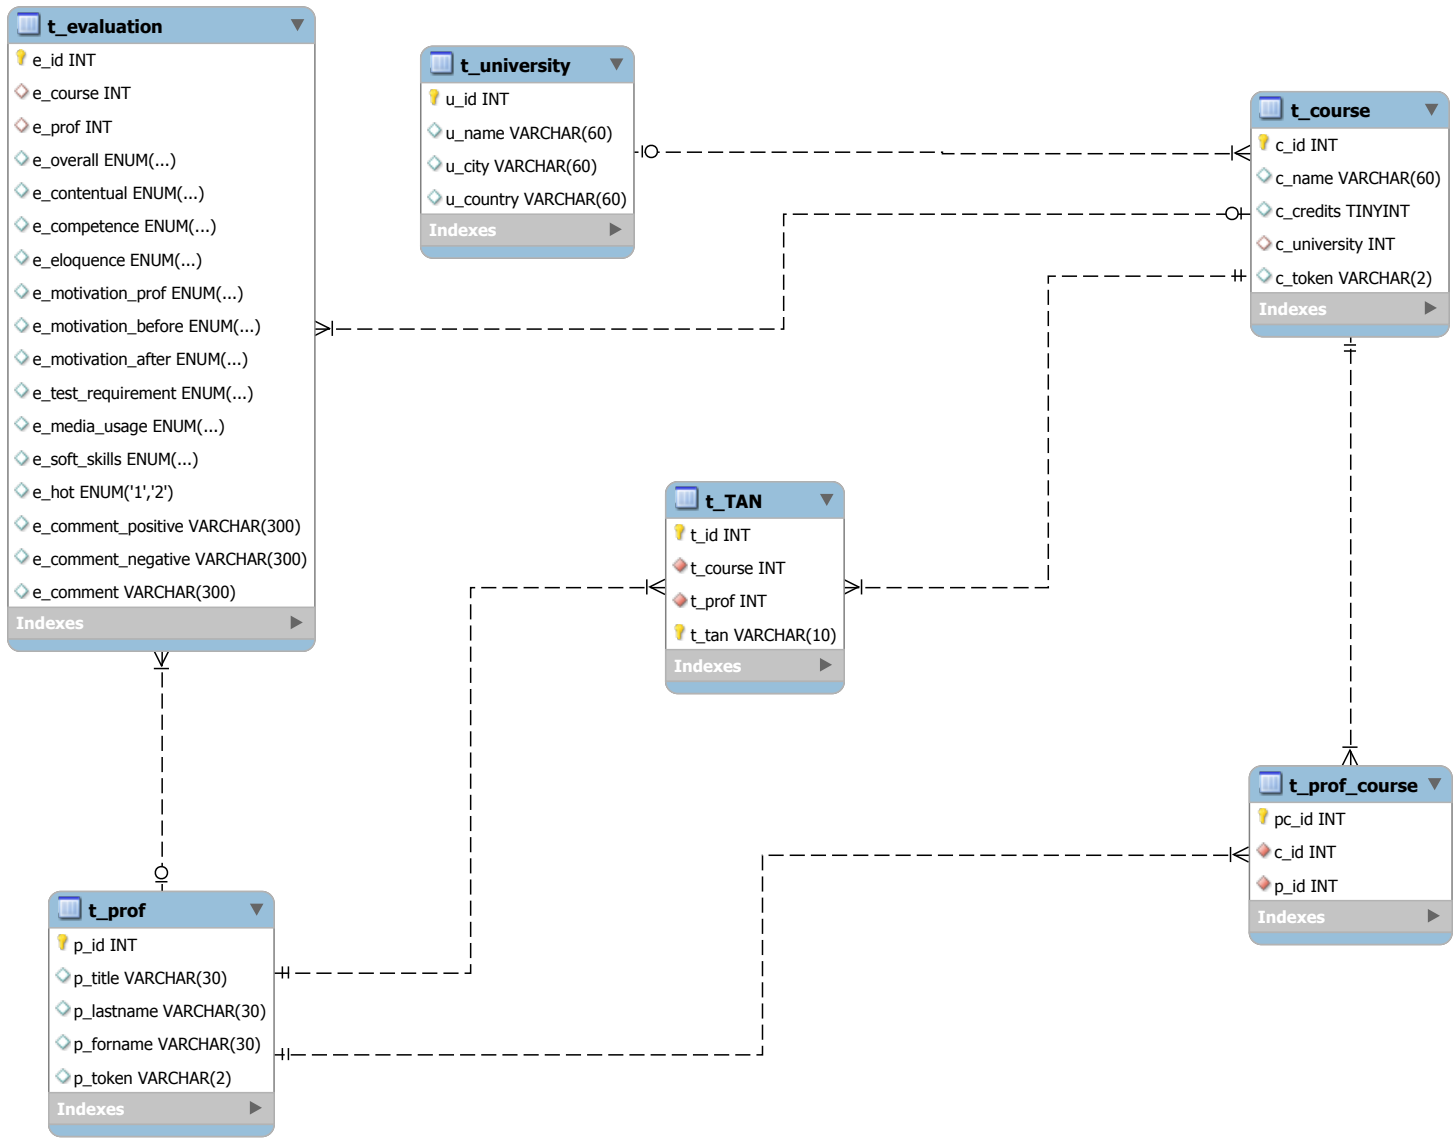 t_evaluation
e_id INT
e_course INT
e_prof INT
e_overall ENUM(...)
e_contentual ENUM(...)
e_competence ENUM(...)
e_eloquence ENUM(...)
e_motivation_prof ENUM(...)
e_motivation_before ENUM(...)
e_motivation_after ENUM(...)
e_test_requirement ENUM(...)
e_media_usage ENUM(...)
e_soft_skills ENUM(...)
e_hot ENUM('1','2')
e_comment_positive VARCHAR(300)
e_comment_negative VARCHAR(300)
e_comment VARCHAR(300)
Indexes
t_university
u_id INT
u_name VARCHAR(60)
u_city VARCHAR(60)
u_country VARCHAR(60)
Indexes
t_course
c_id INT
c_name VARCHAR(60)
c_credits TINYINT
c_university INT
c_token VARCHAR(2)
Indexes
t_TAN
t_id INT
t_course INT
t_prof INT
t_tan VARCHAR(10)
Indexes
t_prof_course
pc_id INT
c_id INT
p_id INT
Indexes
t_prof
p_id INT
p_title VARCHAR(30)
p_lastname VARCHAR(30)
p_forname VARCHAR(30)
p_token VARCHAR(2)
Indexes